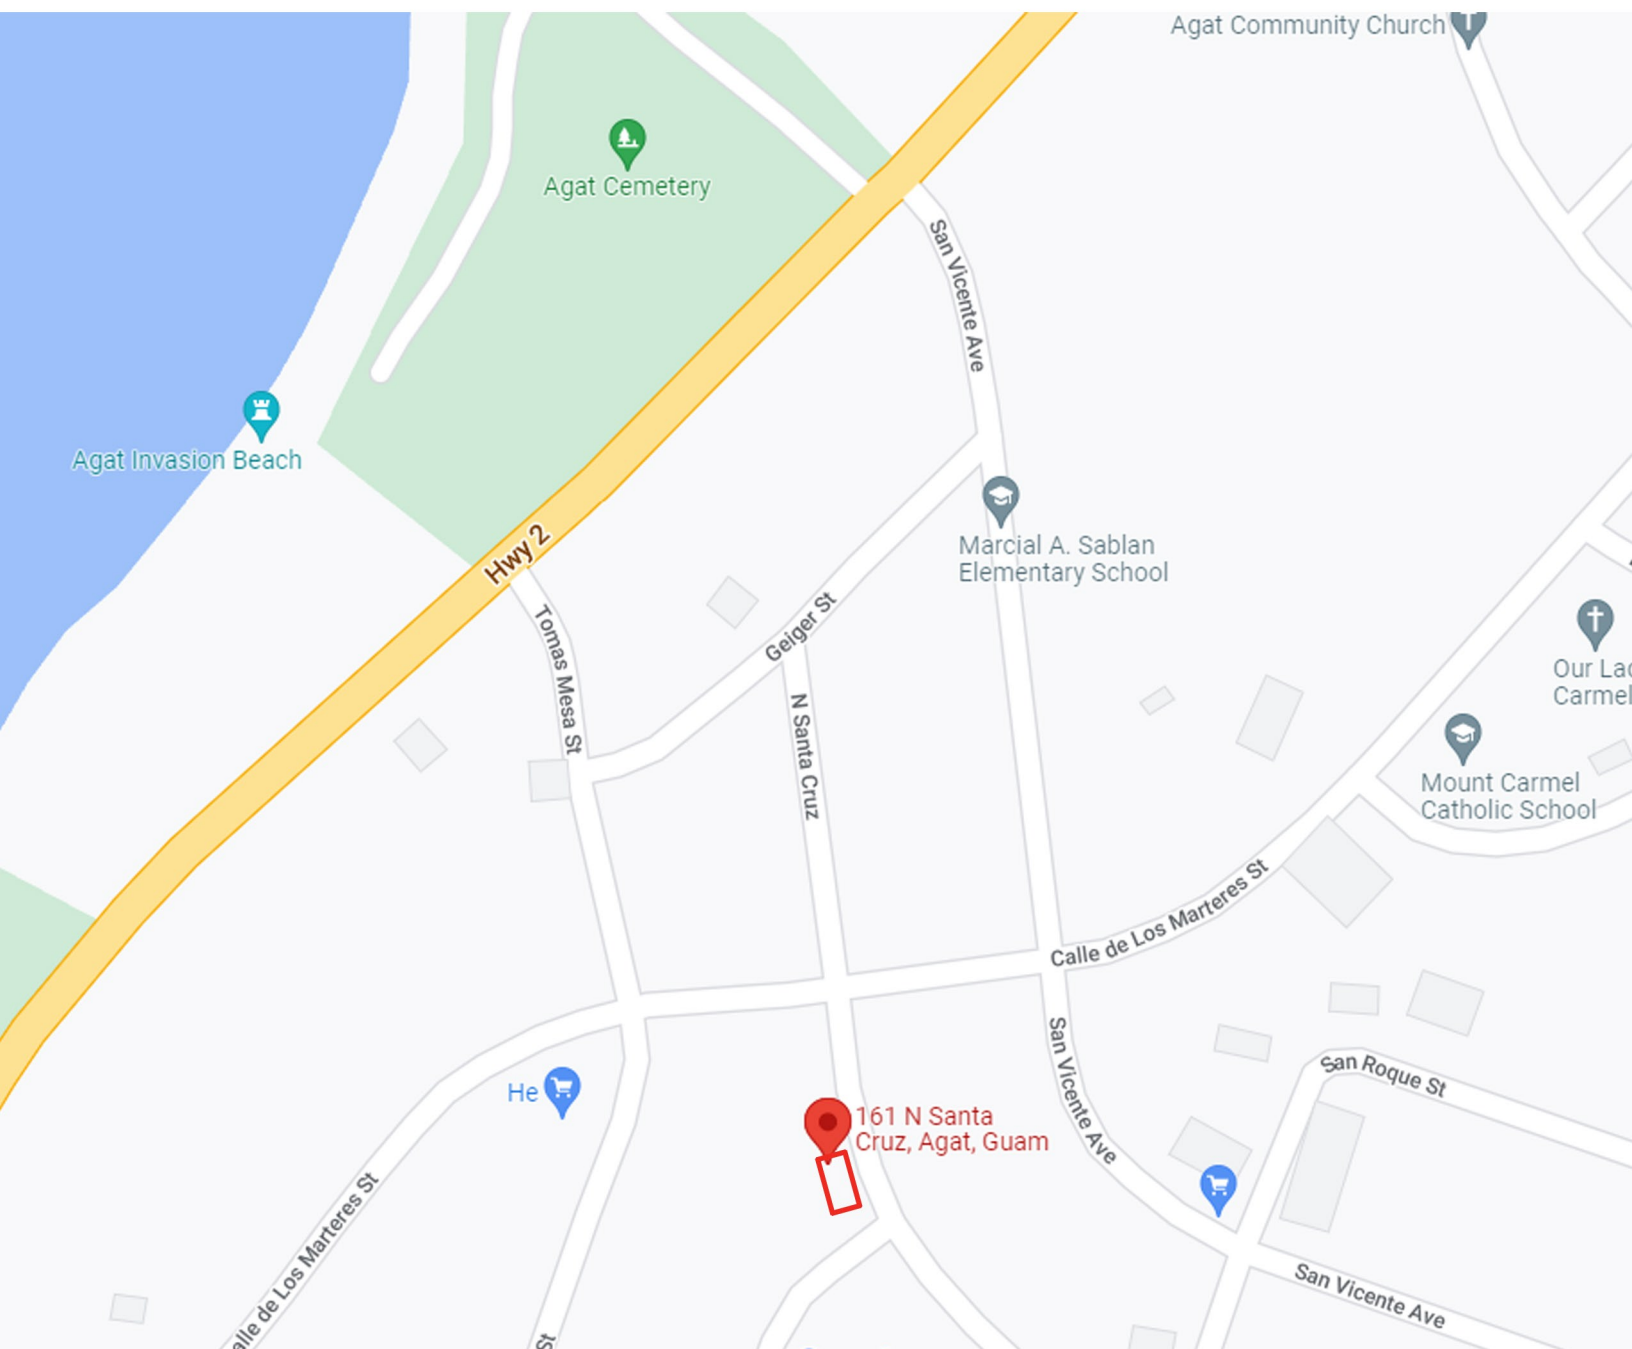 Agat Community Church
Agat Cemetery
San Vicente Ave
Agat Invasion Beach
Hwy 2
Marcial A. Sablan
Elementary School
Geiger St
Tomas Mesa St
N Santa Cruz
Our Lad
Carmel
Mount Carmel
Catholic School
Calle de Los Marteres St
San Vicente Ave
San Roque St
He
161 N Santa
Cruz, Agat, Guam
alle de Los Marteres St
San Vicente Ave
St